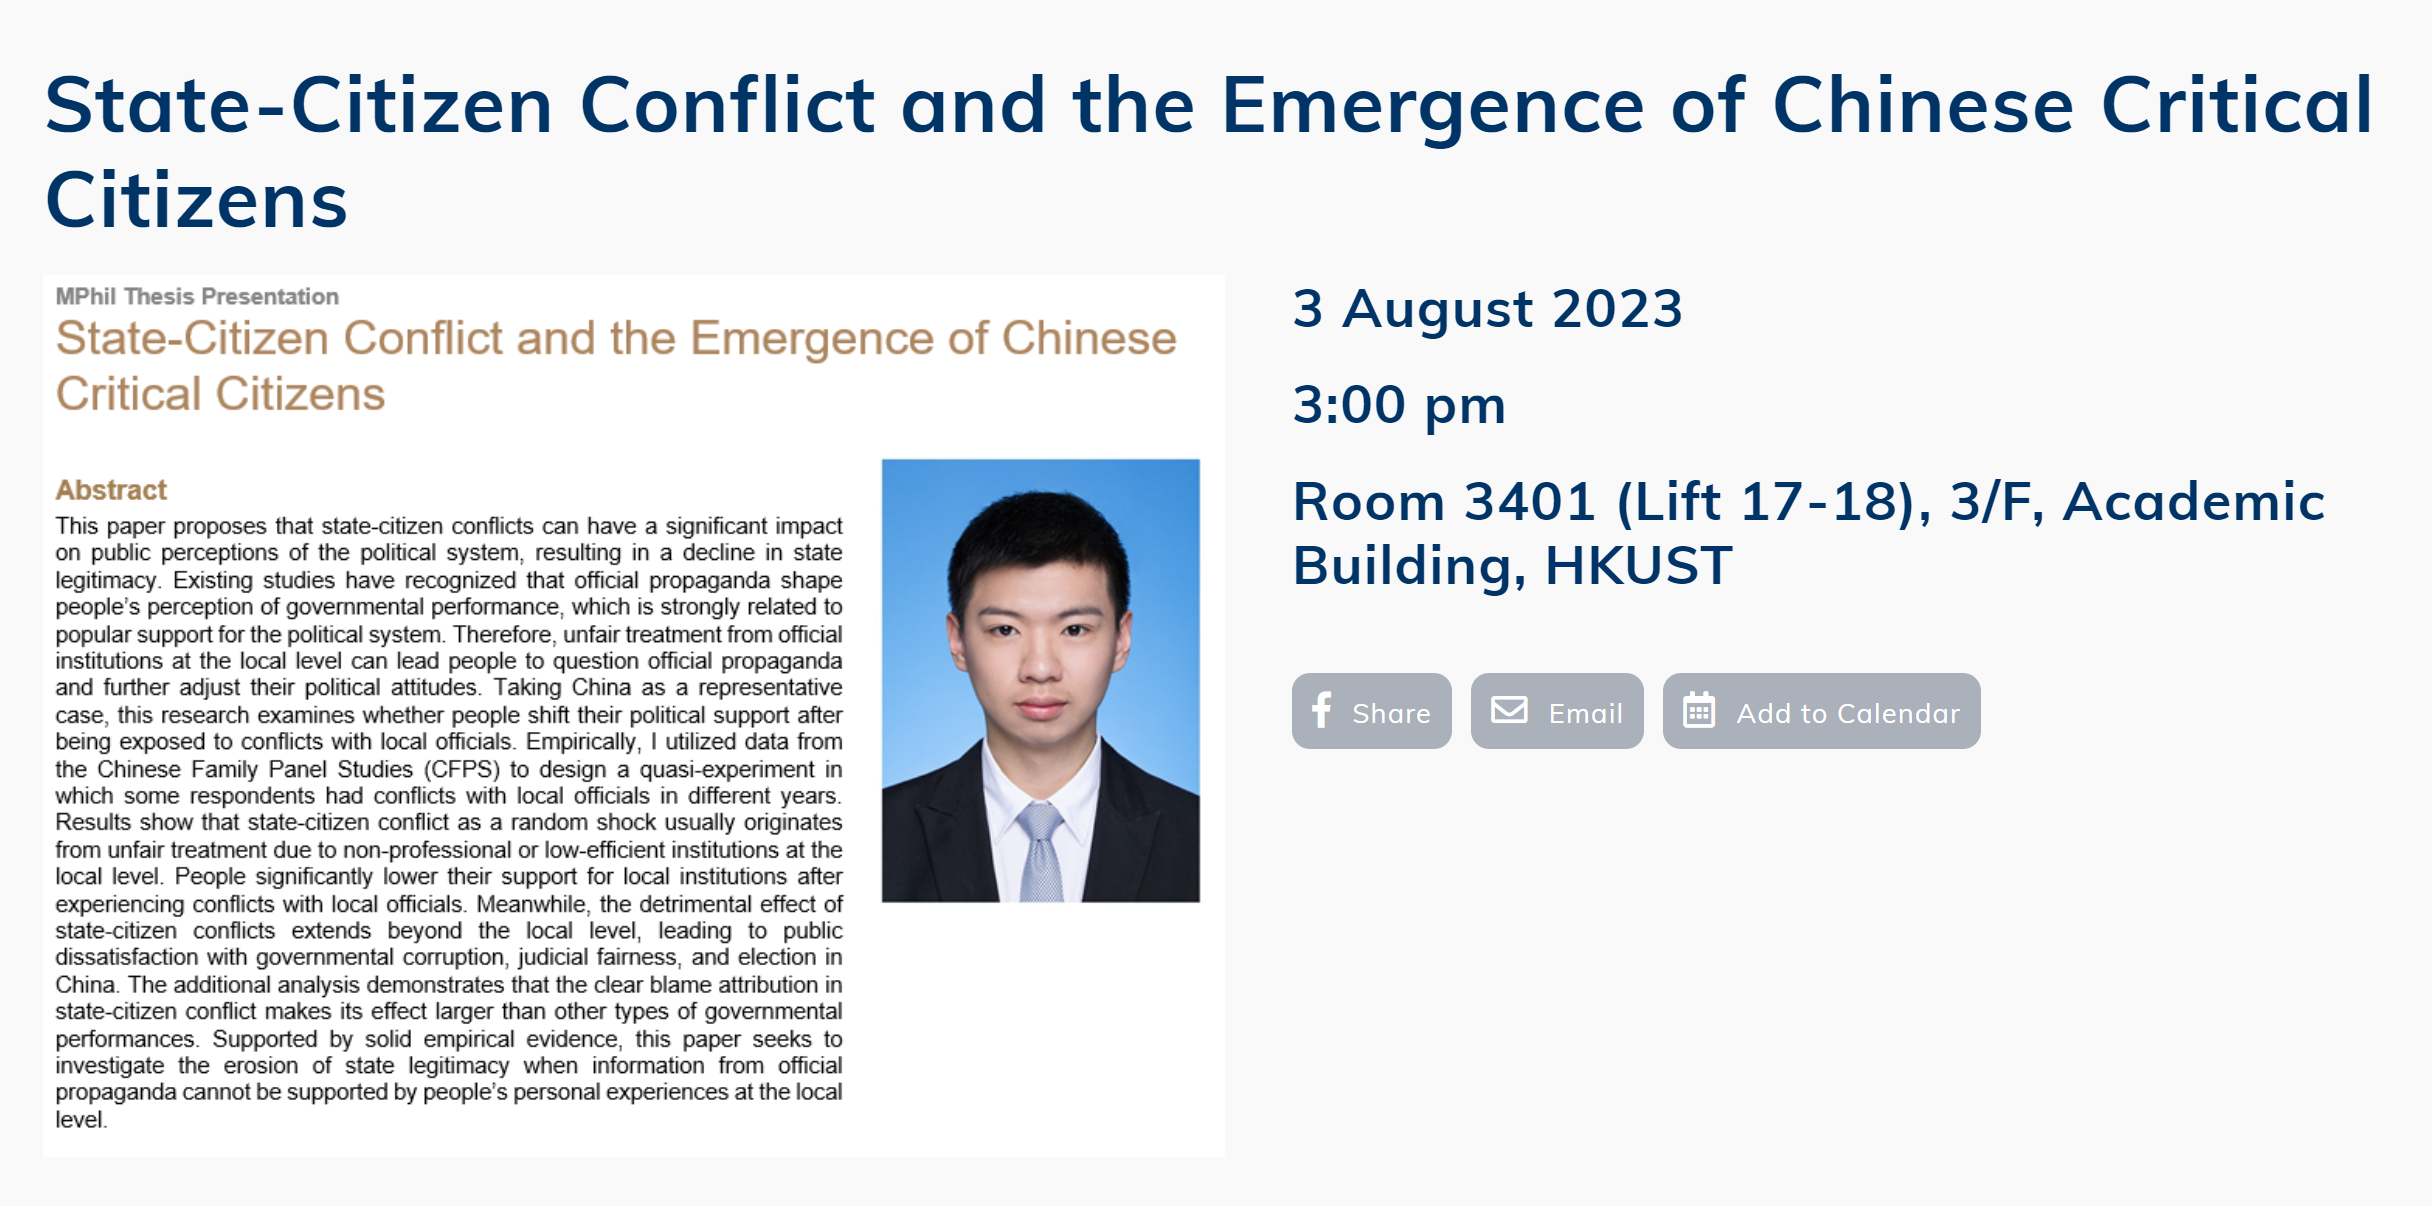 State-Citizen Conflict and the Emergence of Chinese Critical
Citizens
MPhil Thesis Presentation
State-Citizen Conflict and the Emergence of Chinese
Critical Citizens
Abstract
This paper proposes that state-citizen conflicts can have a significant impact
on public perceptions of the political system, resulting in a decline in state
legitimacy. Existing studies have recognized that official propaganda shape
people’s perception of governmental performance, which is strongly related to
popular support for the political system. Therefore, unfair treatment from official
institutions at the local level can lead people to question official propaganda
and further adjust their political attitudes. Taking China as a representative
case, this research examines whether people shift their political support after
being exposed to conflicts with local officials. Empirically, I utilized data from
the Chinese Family Panel Studies (CFPS) to design a quasi-experiment in
which some respondents had conflicts with local officials in different years.
Results show that state-citizen conflict as a random shock usually originates
from unfair treatment due to non-professional or low-efficient institutions at the
local level. People significantly lower their support for local institutions after
experiencing conflicts with local officials. Meanwhile, the detrimental effect of
state-citizen conflicts extends beyond the local level, leading to public
dissatisfaction with governmental corruption, judicial fairness, and election in
China. The additional analysis demonstrates that the clear blame attribution in
state-citizen conflict makes its effect larger than other types of governmental
performances. Supported by solid empirical evidence, this paper seeks to
investigate the erosion of state legitimacy when information from official
propaganda cannot be supported by people’s personal experiences at the local
level.
3 August 2023
3:00 pm
Room 3401 (Lift 17-18), 3/F, Academic
Building, HKUST
Share
Email
Add to Calendar